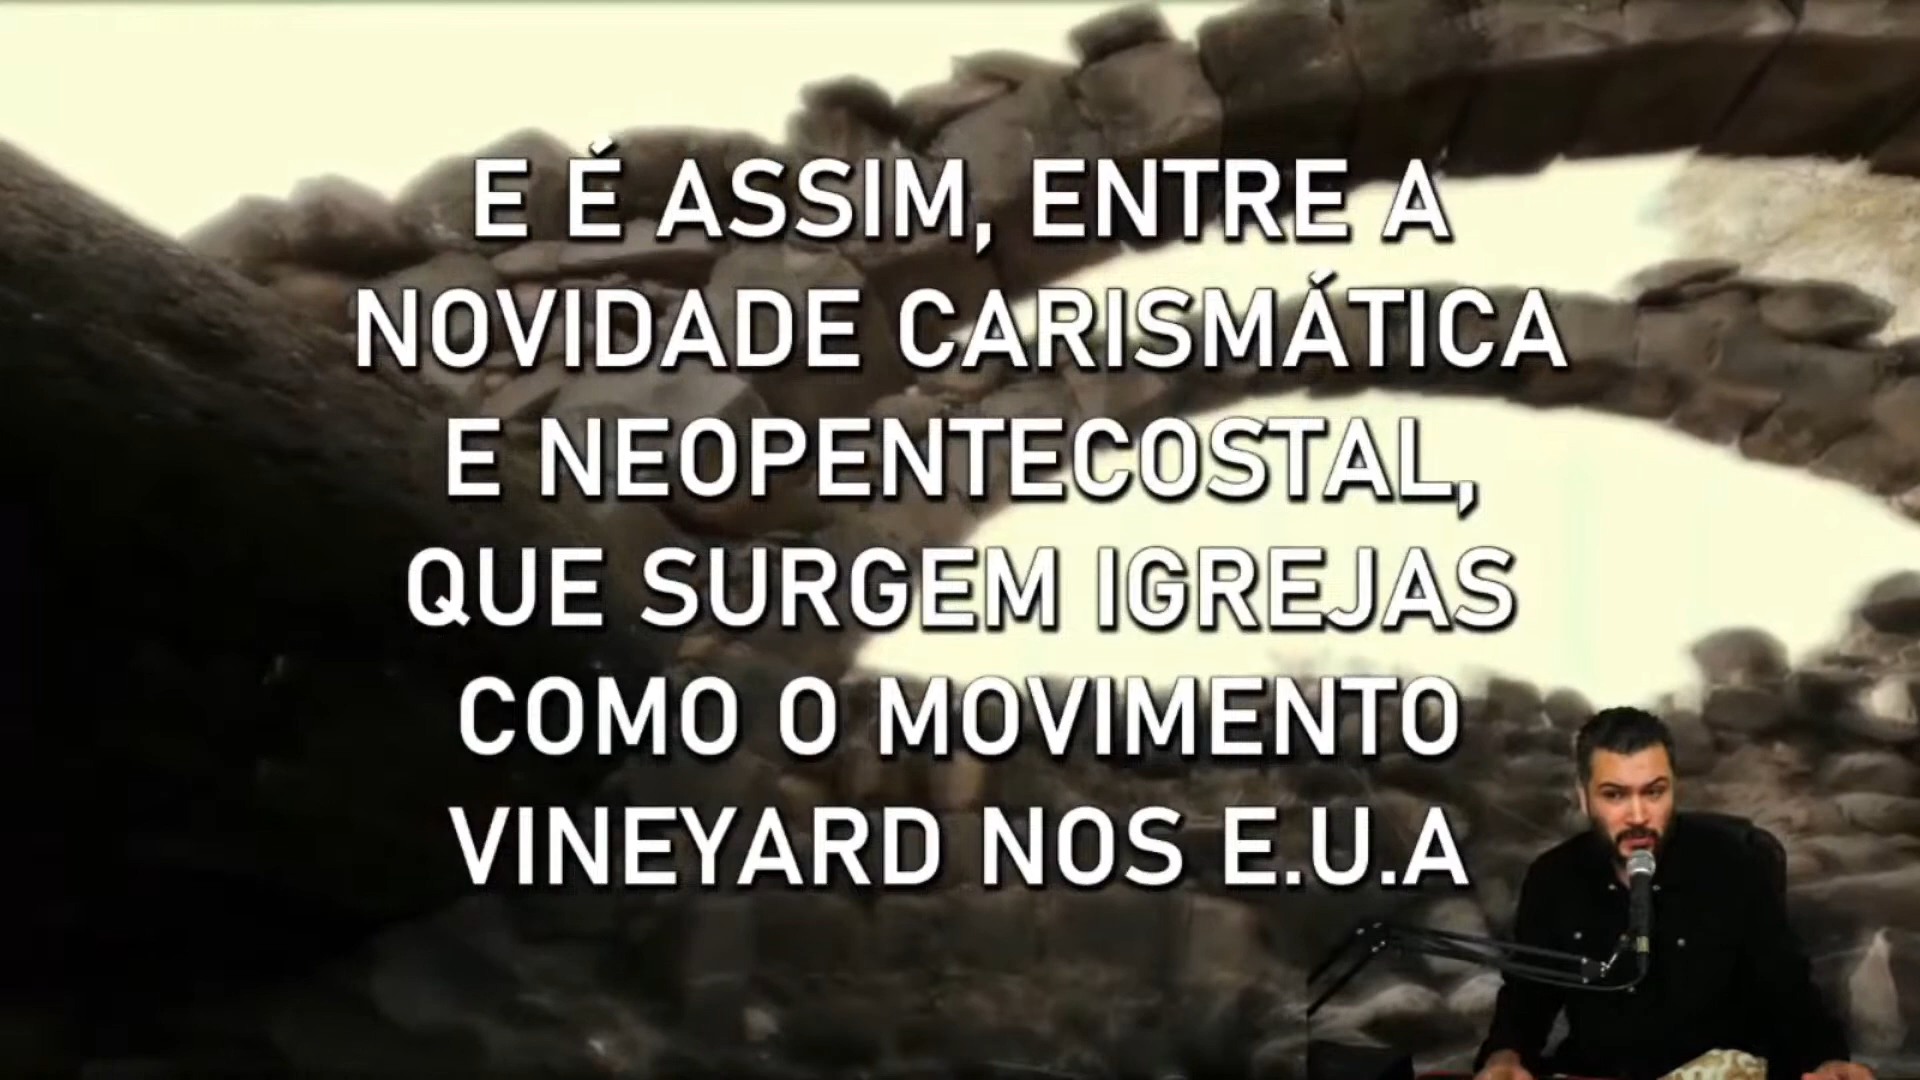 E É ASSIM, ENTRE A
NOVIDADE CARISMÁTICA
E NEOPENTECOSTAL,
QUE SURGEM IGREJAS
COMO O MOVIMENTO
VINEYARD NOS E.U.A